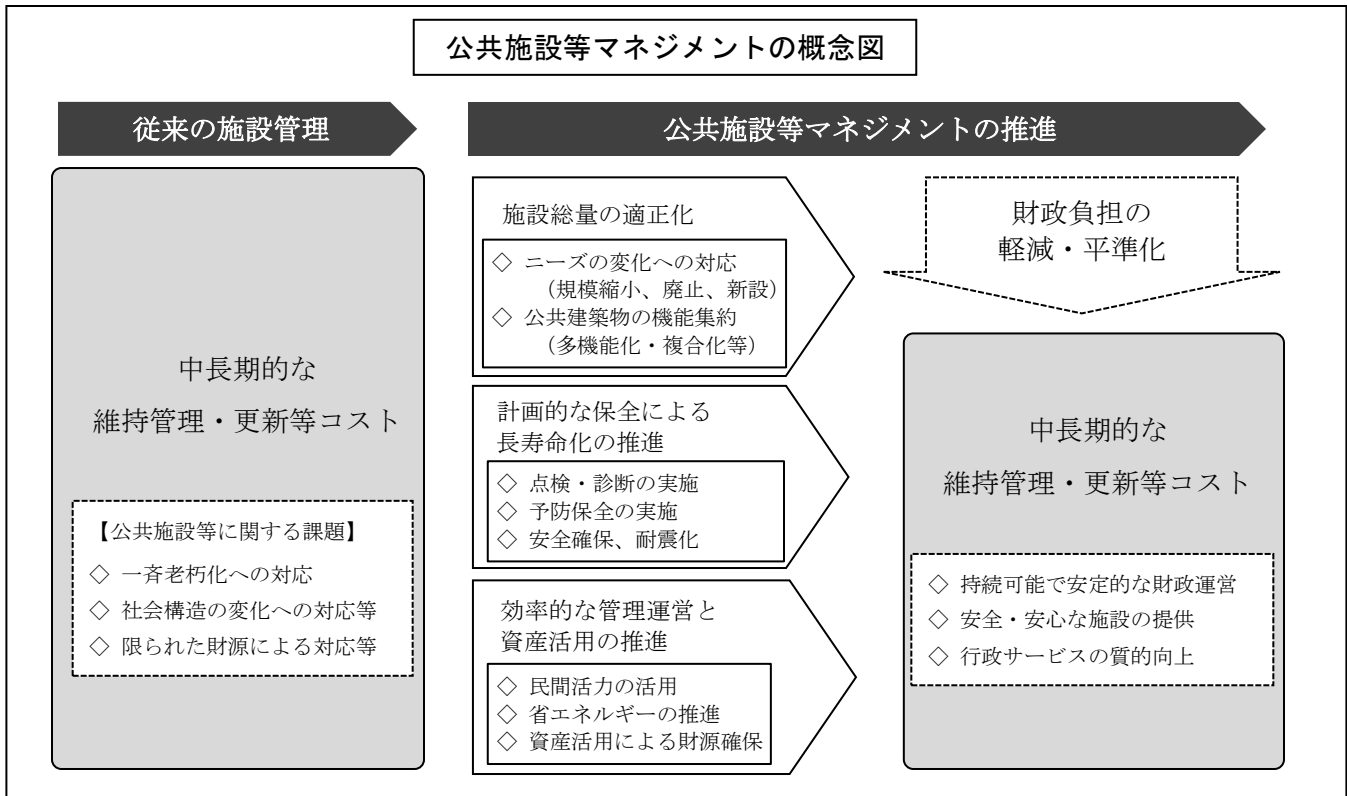 公共施設等マネジメントの概念図
従来の施設管理
中長期的な
維持管理・更新等コスト
【公共施設等に関する課題】
◇ 一斉老朽化への対応
◇ 社会構造の変化への対応等
◇ 限られた財源による対応等
公共施設等マネジメントの推進
施設総量の適正化
◇ ニーズの変化への対応
（規模縮小、廃止、新設）
◇ 公共建築物の機能集約
（多機能化・複合化等）
計画的な保全による
長寿命化の推進
◇ 点検・診断の実施
◇ 予防保全の実施
◇ 安全確保、耐震化
効率的な管理運営と
資産活用の推進
◇ 民間活力の活用
◇ 省エネルギーの推進
◇ 資産活用による財源確保
財政負担の
軽減・平準化
中長期的な
維持管理・更新等コスト
◇ 持続可能で安定的な財政運営
◇ 安全・安心な施設の提供
◇ 行政サービスの質的向上